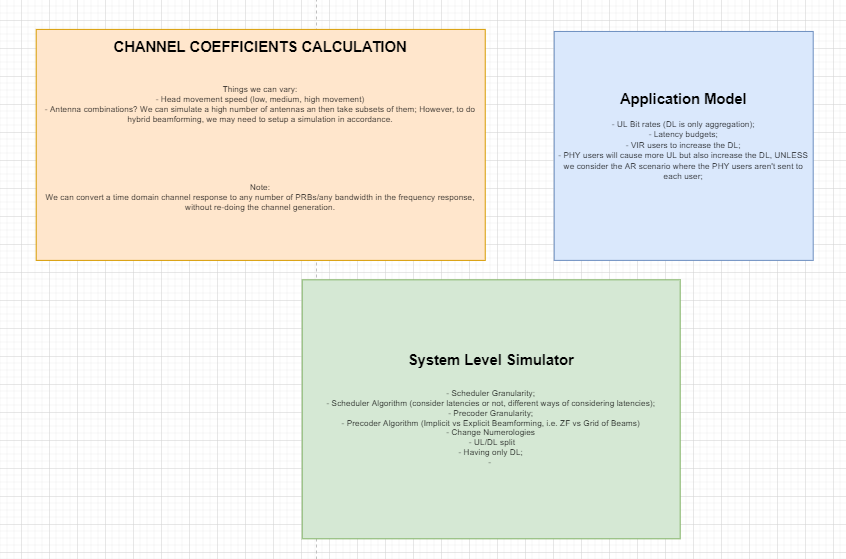 CHANNEL COEFFICIENTS CALCULATION
Things we can vary:
- Head movement speed (low, medium, high movement)
- Antenna combinations? We can simulate a high number of antennas an then take subsets of them; However, to do
hybrid beamforming, we may need to setup a simulation in accordance.
Note:
We can convert a time domain channel response to any number of PRBs/any bandwidth in the frequency response,
without re-doing the channel generation.
Application Model
- UL Bit rates (DL is only aggregation);
- Latency budgets;
- VIR users to increase the DL;
- PHY users will cause more UL but also increase the DL, UNLESS
we consider the AR scenario where the PHY users aren't sent to
each user;
System Level Simulator
- Scheduler Granularity;
- Scheduler Algorithm (consider latencies or not, different ways of considering latencies);
- Precoder Granularity;
- Precoder Algorithm (Implicit vs Explicit Beamforming, i.e. ZF vs Grid of Beams)
- Change Numerologies
- UL/DL split
- Having only DL;
-